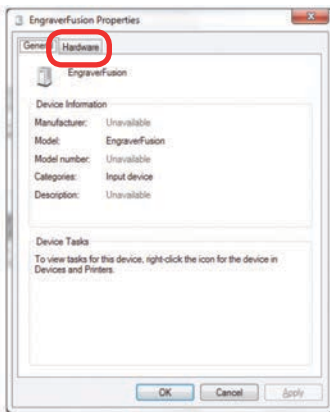 EngraverFusion Properties
General Hardware
EngraverFusion
Device Information
Manufacturer: Unavailable
Model: EngraverFusion
Model number: Unavailable
Categories: Input device
Description: Unavailable
Device Tasks
To view tasks for this device, right-click the icon for the device in
Devices and Printers.
OK Cancel Apply